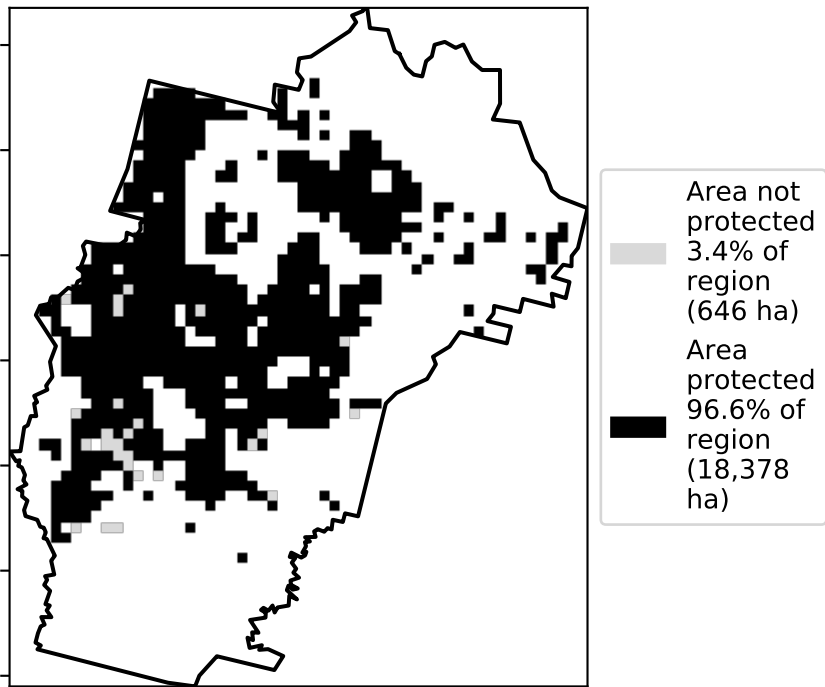 Area not
protected
3.4% of
region
(646 ha)
Area
protected
96.6% of
region
(18,378
ha)